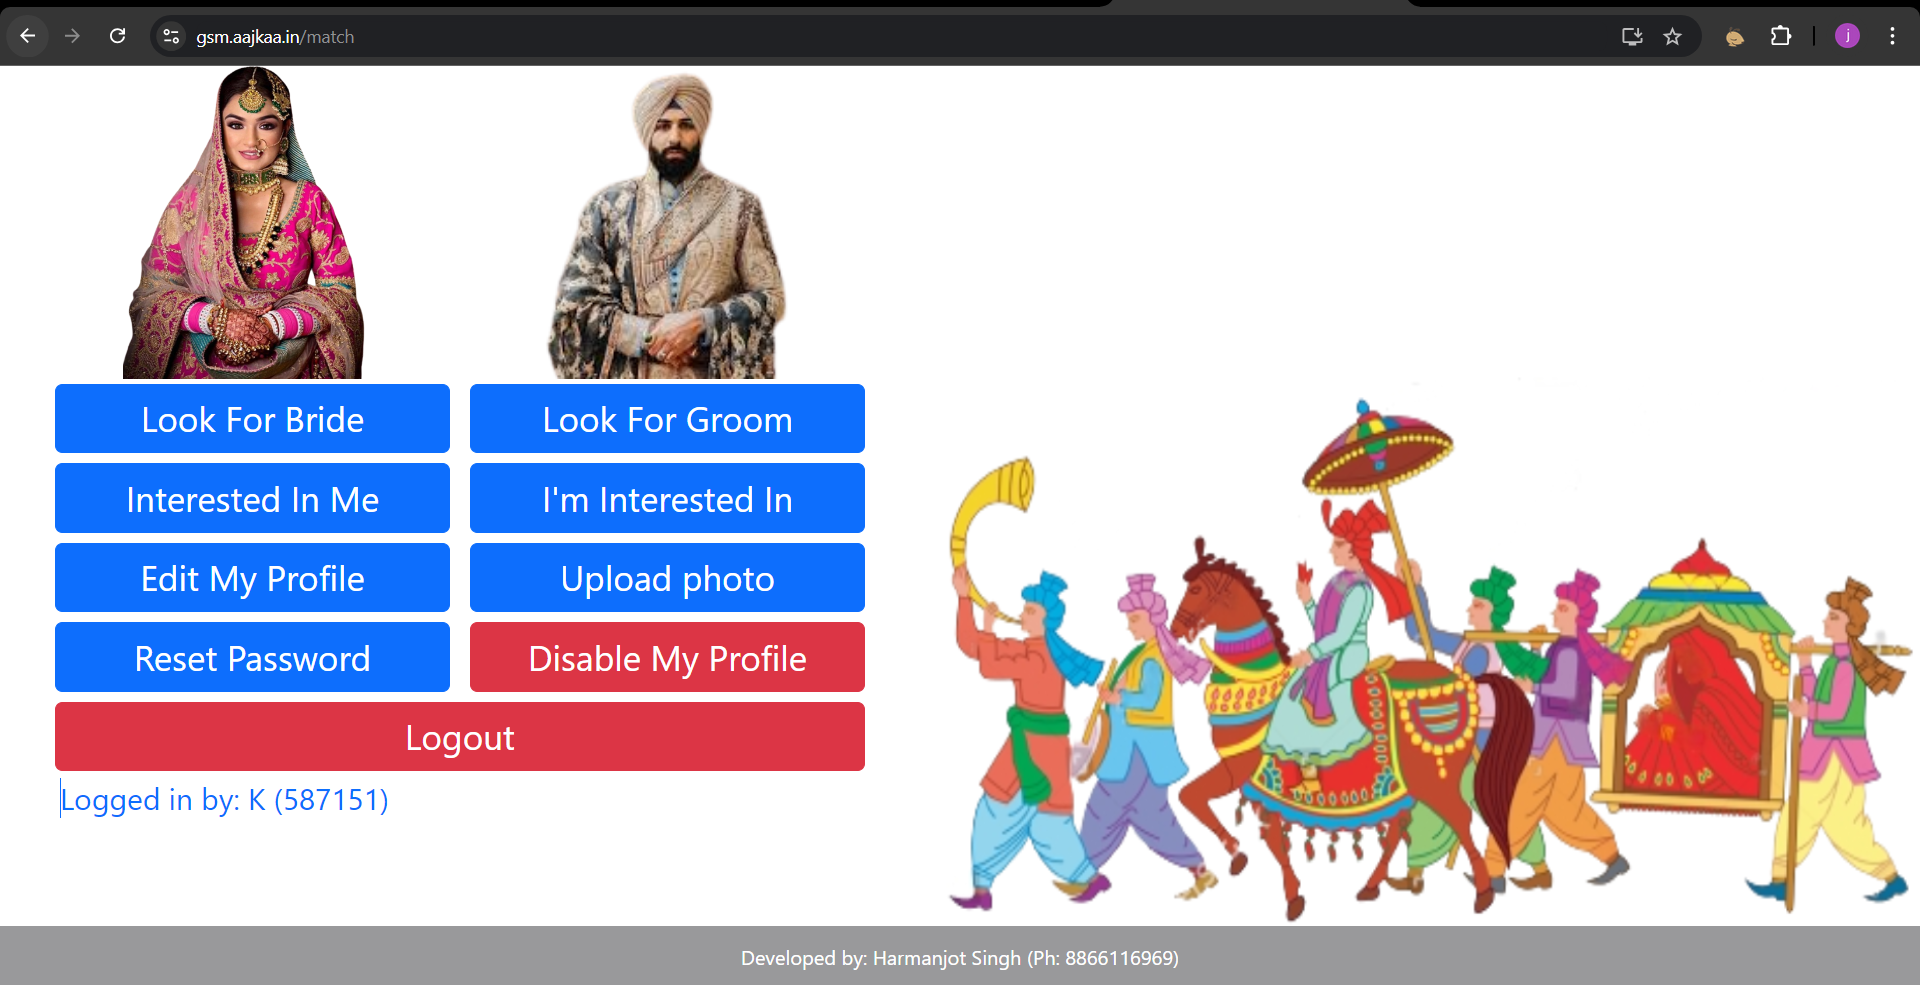 gsm.aajkaa.in/match
j
Look For Bride
Look For Groom
Interested In Me
I'm Interested In
Edit My Profile
Upload photo
Reset Password
Disable My Profile
Logout
Logged in by: K (587151)
Developed by: Harmanjot Singh (Ph: 8866116969)